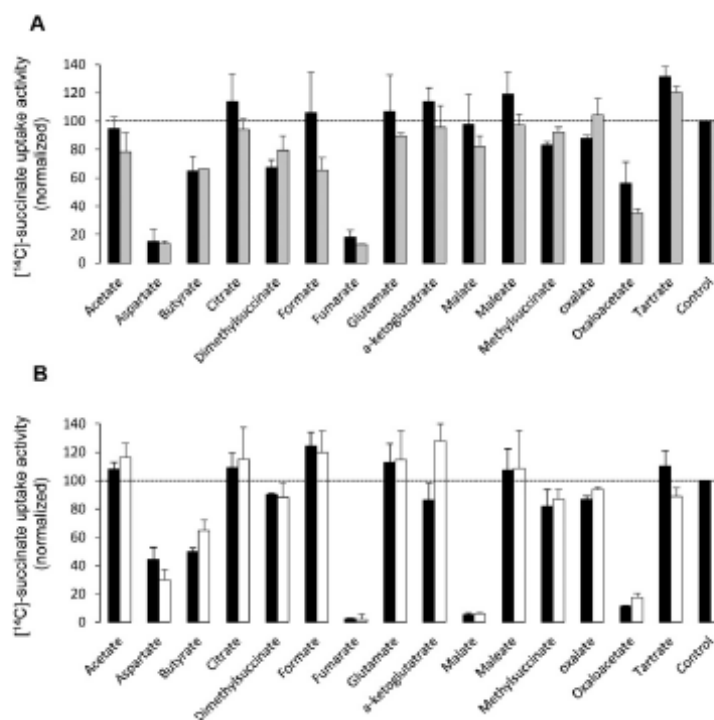 A
[14C]-succinate uptake activity
(normalized)
140
120
100
80
60
40
20
0
Acetate
Aspartate
Butyrate
Citrate
Dimethylsuccinate
Formate
Fumarate
Glutamate
a-ketoglutatrate
Malate
Maleate
Methylsuccinate
oxalate
Oxaloacetate
Tartrate
Control
B
[14C]-succinate uptake activity
(normalized)
140
120
100
80
60
40
20
0
Acetate
Aspartate
Butyrate
Citrate
Dimethylsuccinate
Formate
Fumarate
Glutamate
a-ketoglutatrate
Malate
Maleate
Methylsuccinate
oxalate
Oxaloacetate
Tartrate
Control